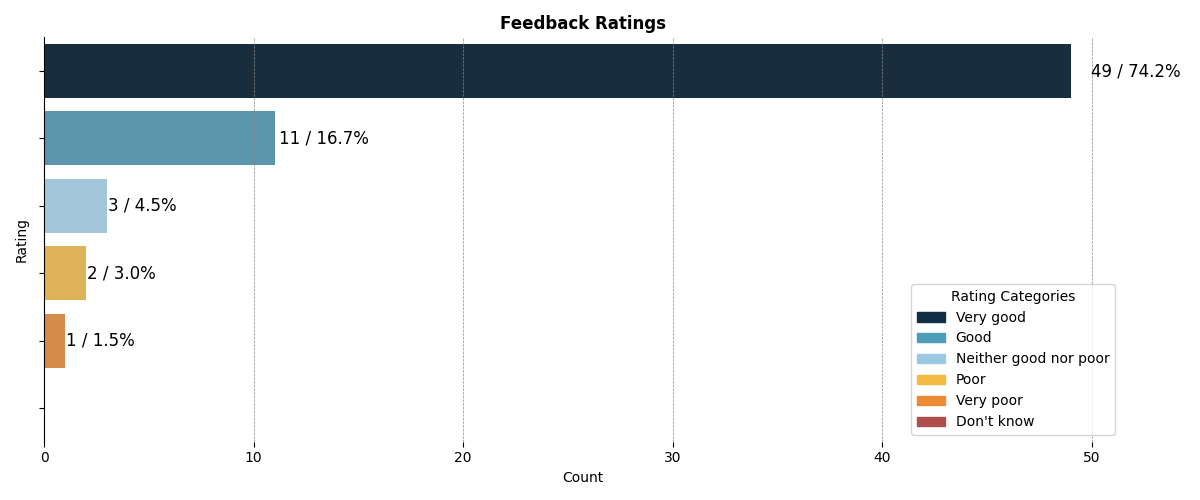 Feedback Ratings
49 / 74.2%
11 / 16.7%
3 / 4.5%
2 / 3.0%
1 / 1.5%
Rating
Rating Categories
Very good
Good
Neither good nor poor
Poor
Very poor
Don't know
0 10 20 30 40 50
Count